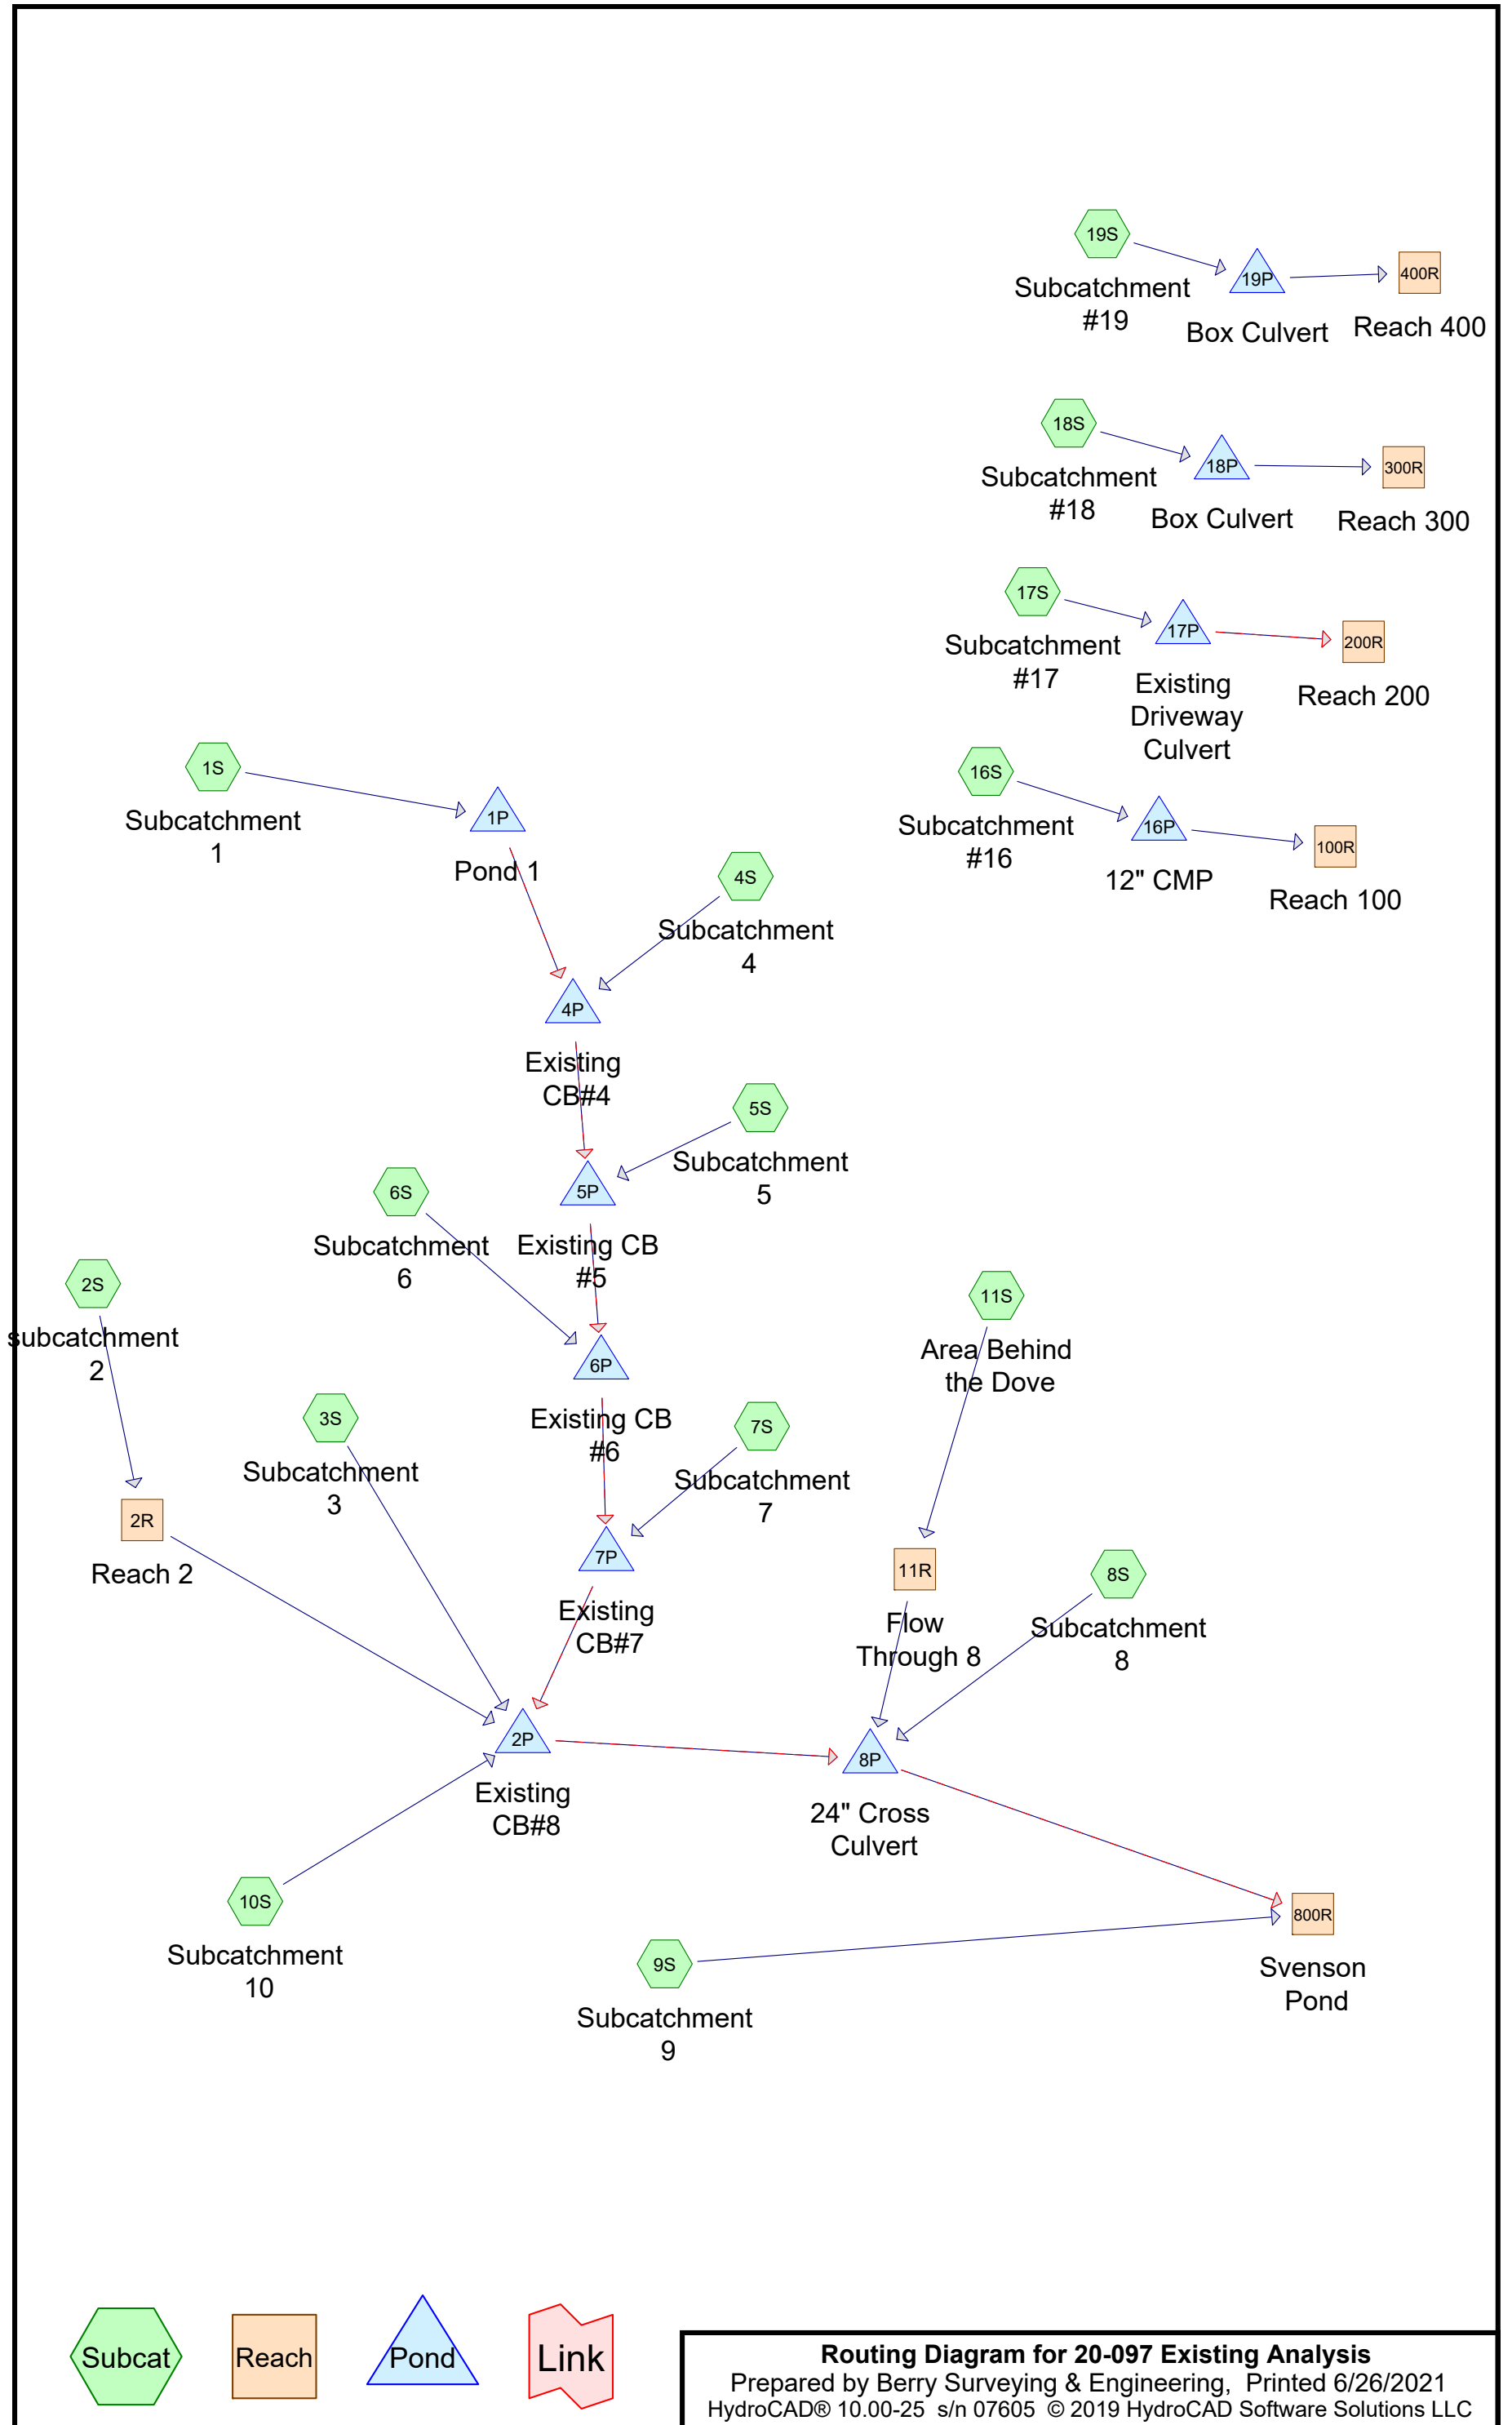 19S
Subcatchment
#19
19P
Box Culvert
400R
Reach 400
18S
Subcatchment
#18
18P
Box Culvert
300R
Reach 300
17S
Subcatchment
#17
17P
Existing
Driveway
Culvert
200R
Reach 200
16S
Subcatchment
#16
16P
12" CMP
100R
Reach 100
1S
Subcatchment
1
1P
Pond 1
4S
Subcatchment
4
4P
Existing
CB#4
5S
Subcatchment
5
5P
Existing CB
#5
6S
Subcatchment
6
6P
Existing CB
#6
2S
subcatchment
2
2R
Reach 2
3S
Subcatchment
3
7S
Subcatchment
7
7P
Existing
CB#7
11S
Area Behind
the Dove
11R
Flow
Through 8
8S
Subcatchment
8
2P
Existing
CB#8
8P
24" Cross
Culvert
10S
Subcatchment
10
9S
Subcatchment
9
800R
Svenson
Pond
Subcat
Reach
Pond
Link
Routing Diagram for 20-097 Existing Analysis
Prepared by Berry Surveying & Engineering, Printed 6/26/2021
HydroCAD® 10.00-25 s/n 07605 © 2019 HydroCAD Software Solutions LLC